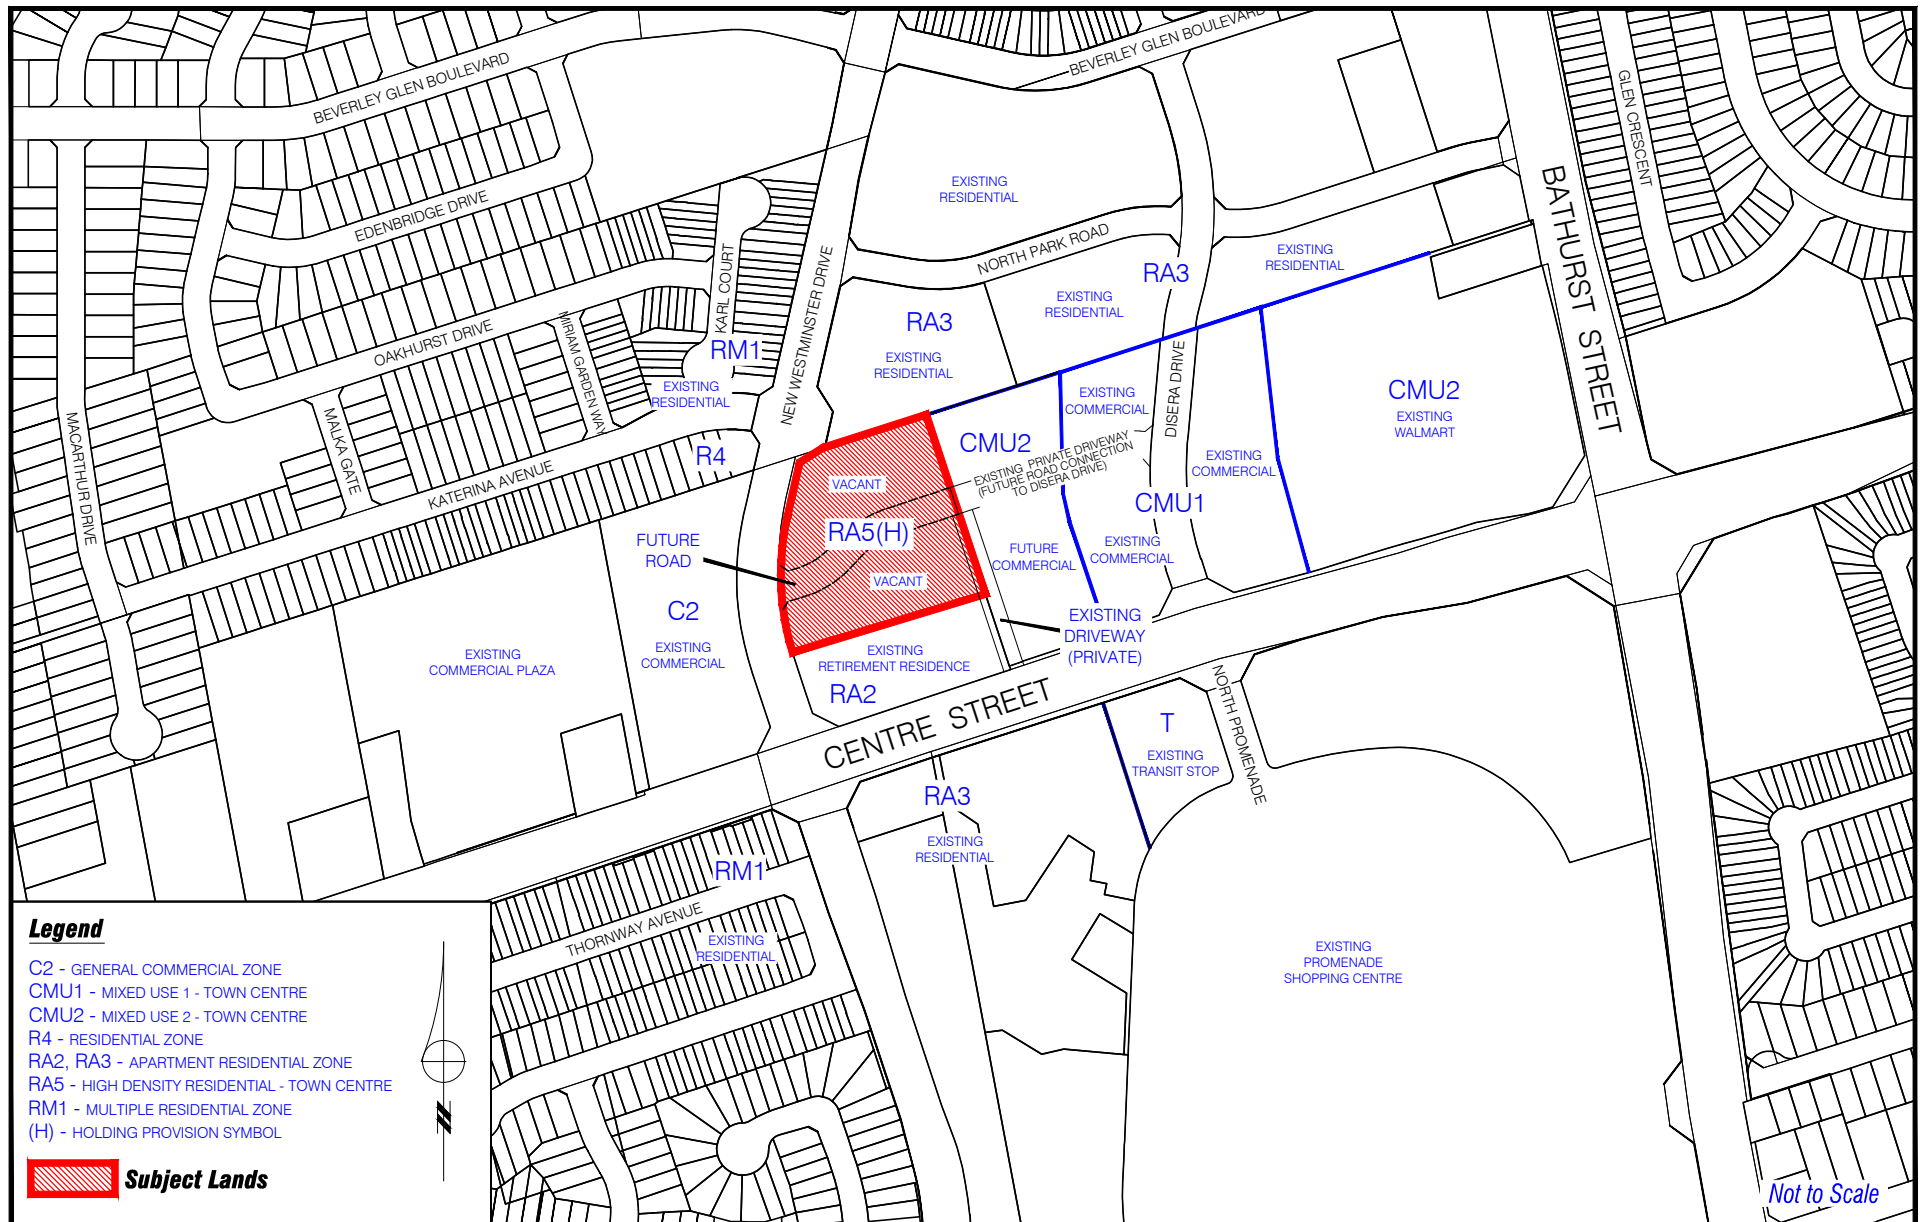 BEVERLEY GLEN BOULEVARD
BEVERLEY GLEN BOULEVARD
GLEN CRESCENT
EDENBRIDGE DRIVE
EXISTING
RESIDENTIAL
BATHURST STREET
NORTH PARK ROAD
EXISTING
RESIDENTIAL
KARL COURT
NEW WESTMINSTER DRIVE
RA3
EXISTING
RESIDENTIAL
OAKHURST DRIVE
MIRIAM GARDEN WAY
RM1
EXISTING
RESIDENTIAL
RA3
EXISTING
RESIDENTIAL
DISERA DRIVE
EXISTING
COMMERCIAL
CMU2
EXISTING
WALMART
MACARTHUR DRIVE
MALKA GATE
KATERINA AVENUE
R4
CMU2
EXISTING PRIVATE DRIVEWAY
(FUTURE ROAD CONNECTION
TO DISERA DRIVE)
EXISTING
COMMERCIAL
VACANT
RA5(H)
VACANT
CMU1
FUTURE
ROAD
FUTURE
COMMERCIAL
EXISTING
COMMERCIAL
C2
EXISTING
COMMERCIAL
EXISTING
COMMERCIAL PLAZA
EXISTING
RETIREMENT RESIDENCE
RA2
EXISTING
DRIVEWAY
(PRIVATE)
CENTRE STREET
NORTH PROMENADE
T
EXISTING
TRANSIT STOP
RA3
EXISTING
RESIDENTIAL
RM1
THORNWAY AVENUE
EXISTING
RESIDENTIAL
EXISTING
PROMENADE
SHOPPING CENTRE
Legend
C2 - GENERAL COMMERCIAL ZONE
CMU1 - MIXED USE 1 - TOWN CENTRE
CMU2 - MIXED USE 2 - TOWN CENTRE
R4 - RESIDENTIAL ZONE
RA2, RA3 - APARTMENT RESIDENTIAL ZONE
RA5 - HIGH DENSITY RESIDENTIAL - TOWN CENTRE
RM1 - MULTIPLE RESIDENTIAL ZONE
(H) - HOLDING PROVISION SYMBOL
N
Subject Lands
Not to Scale